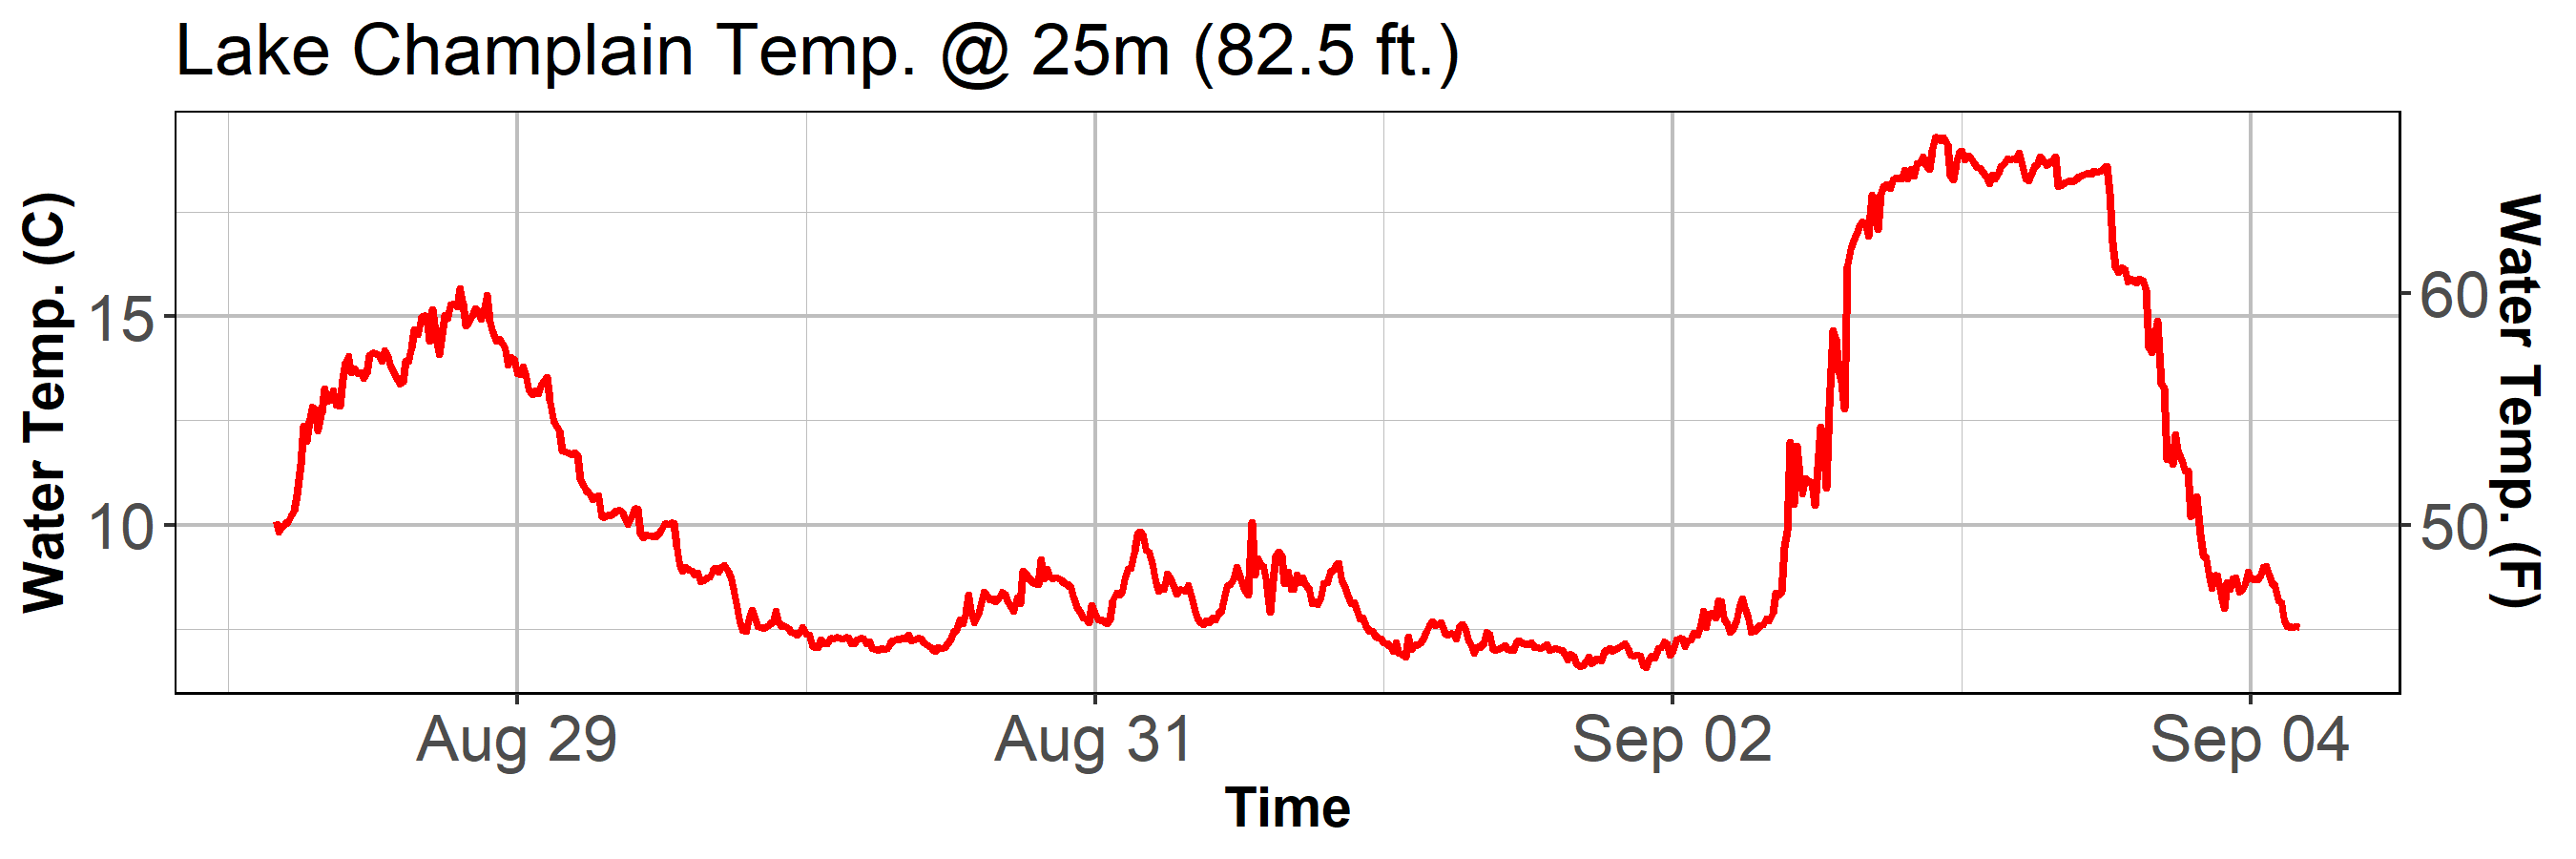 Lake Champlain Temp. @ 25m (82.5 ft.)
Water Temp. (C)
15
10
60
50
Water Temp. (F)
Aug 29
Aug 31
Sep 02
Sep 04
Time